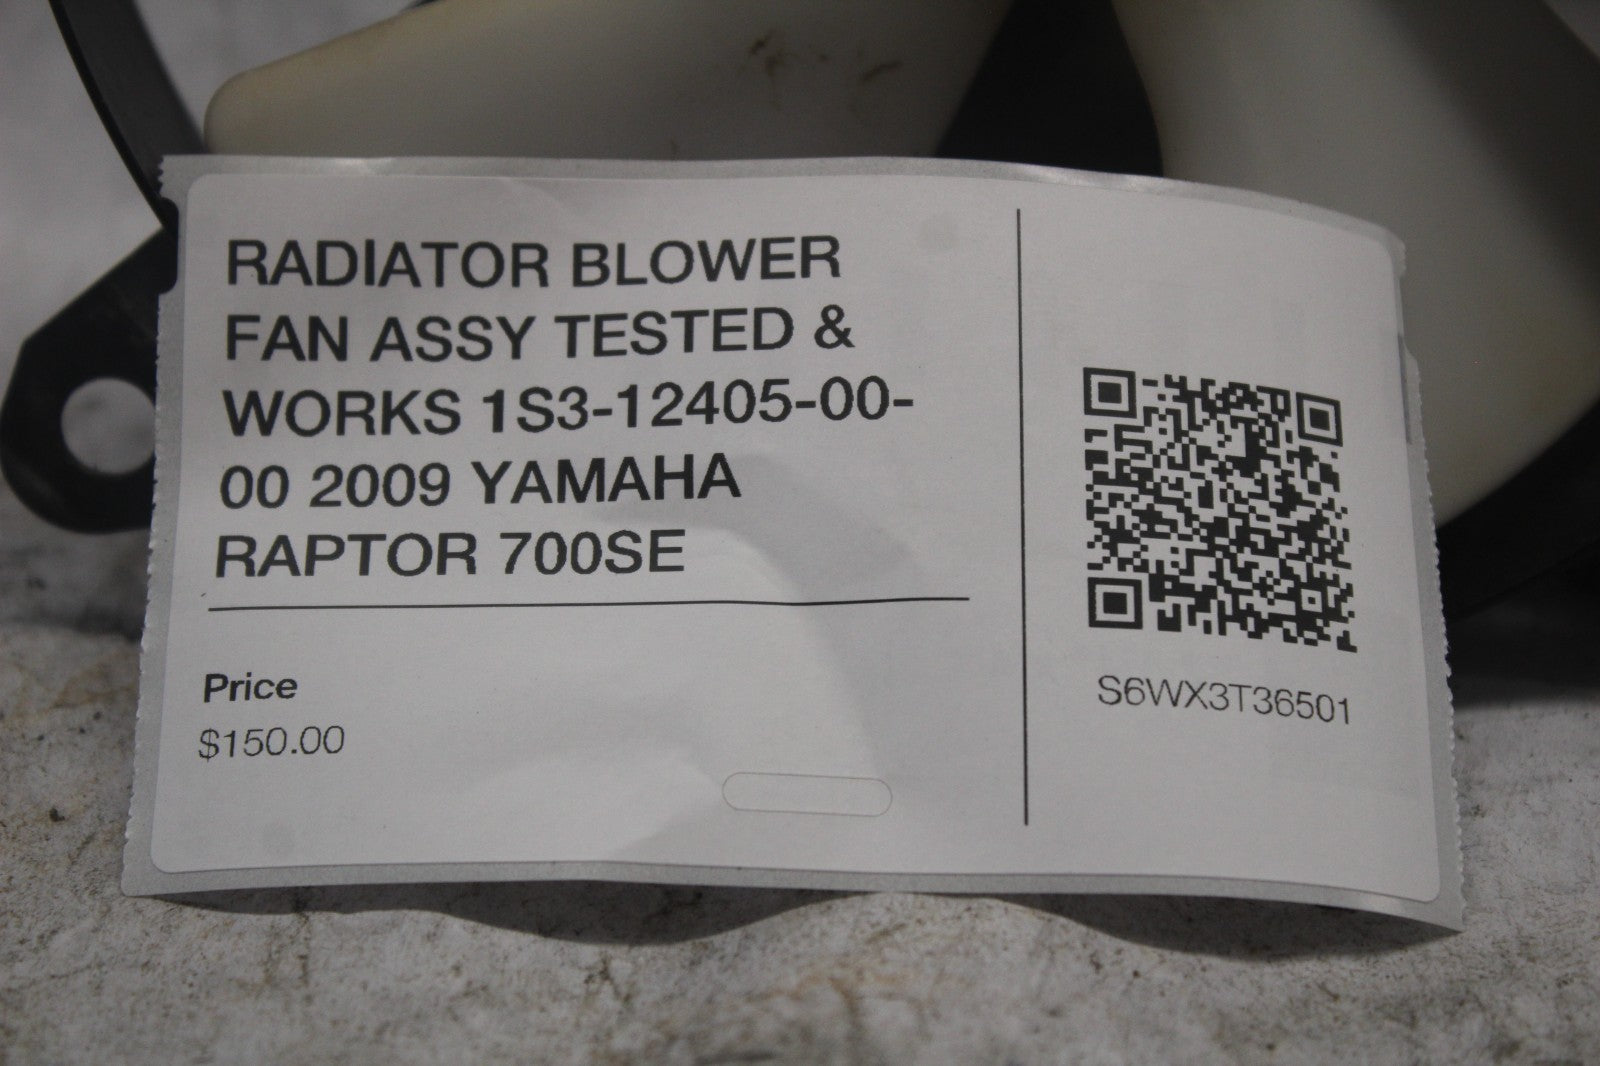 RADIATOR BLOWER
FAN ASSY TESTED &
WORKS 1S3-12405-00-
00 2009 YAMAHA
RAPTOR 700SE
Price
$150.00
S6WX3T36501